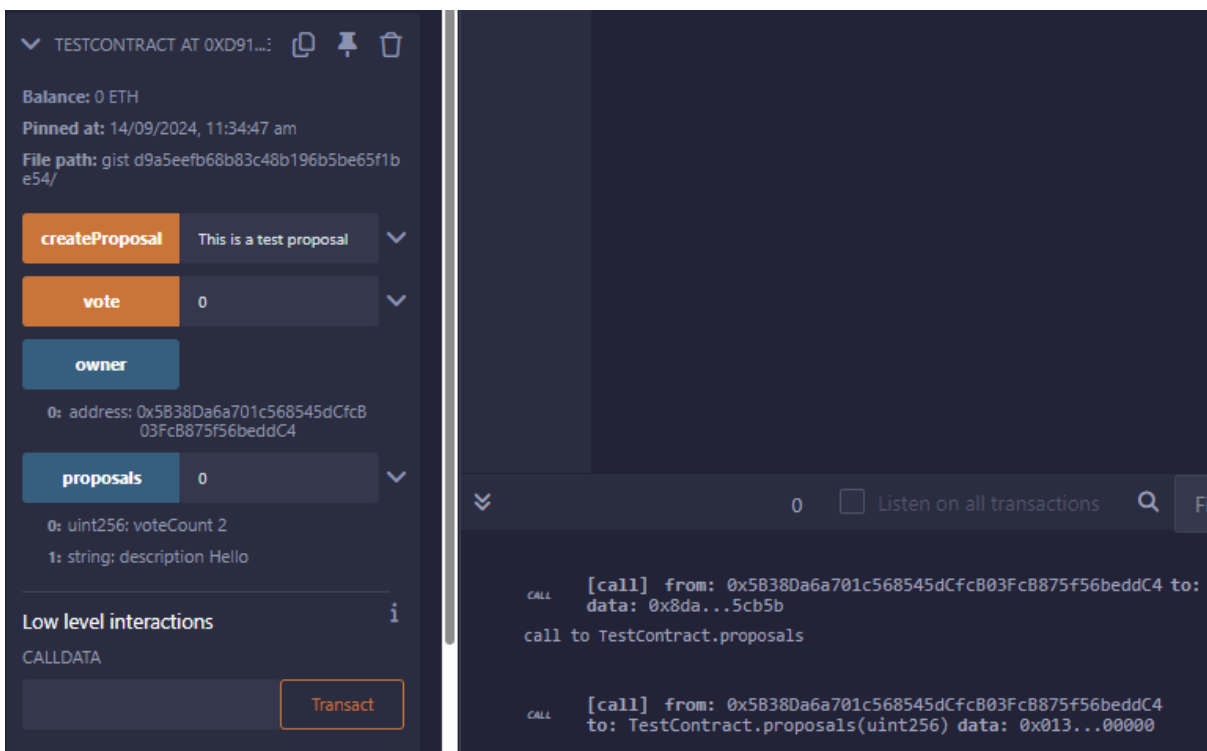 TESTCONTRACT AT 0XD91...:
Balance: 0 ETH
Pinned at: 14/09/2024, 11:34:47 am
File path: gist d9a5eefb68b83c48b196b5be65f1b
e54/
createProposal This is a test proposal
vote 0
owner
0: address: 0x5B38Da6a701c568545dCfcB
03FcB875f56beddC4
proposals 0
0: uint256: voteCount 2
1: string: description Hello
Low level interactions i
CALLDATA
Transact
0 Listen on all transactions
CALL [call] from: 0x5B38Da6a701c568545dCfcB03FcB875f56beddC4 to:
data: 0x8da...5cb5b
call to TestContract.proposals
CALL [call] from: 0x5B38Da6a701c568545dCfcB03FcB875f56beddC4
to: TestContract.proposals(uint256) data: 0x013...00000